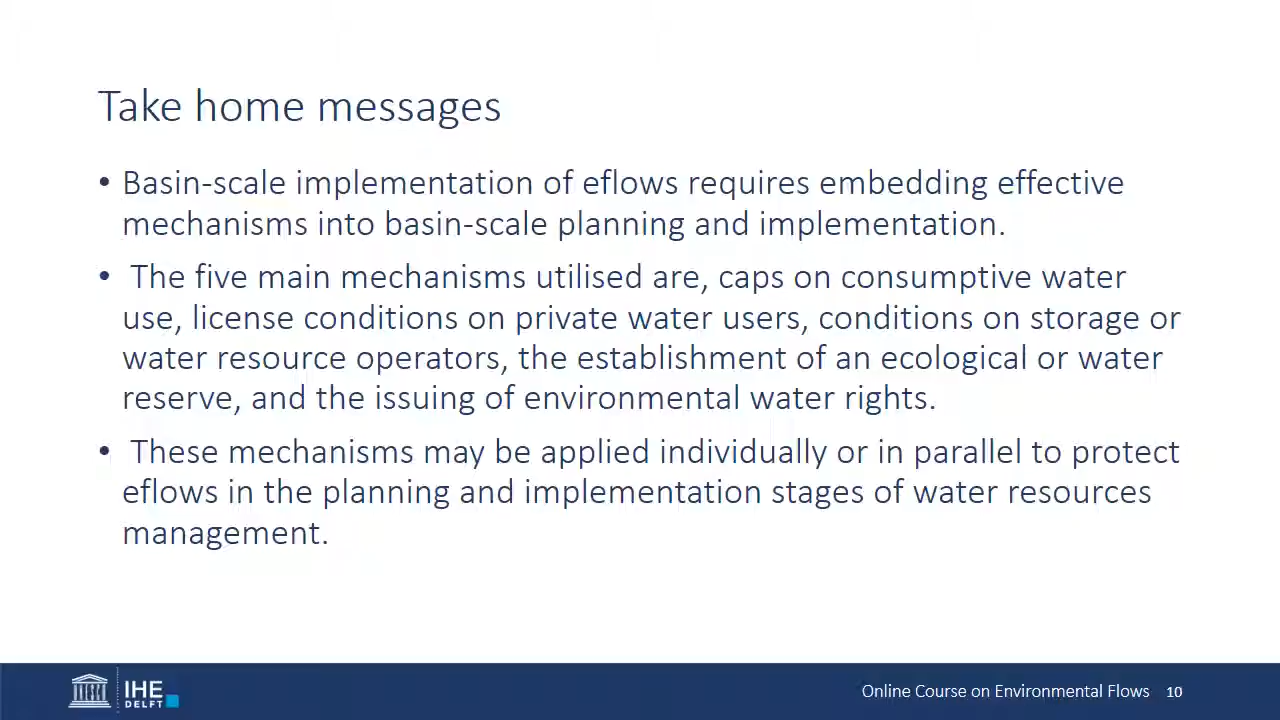 Take home messages
• Basin-scale implementation of eflows requires embedding effective
mechanisms into basin-scale planning and implementation.
• The five main mechanisms utilised are, caps on consumptive water
use, license conditions on private water users, conditions on storage or
water resource operators, the establishment of an ecological or water
reserve, and the issuing of environmental water rights.
• These mechanisms may be applied individually or in parallel to protect
eflows in the planning and implementation stages of water resources
management.
UNESCO
IHE
DELFT
Online Course on Environmental Flows 10